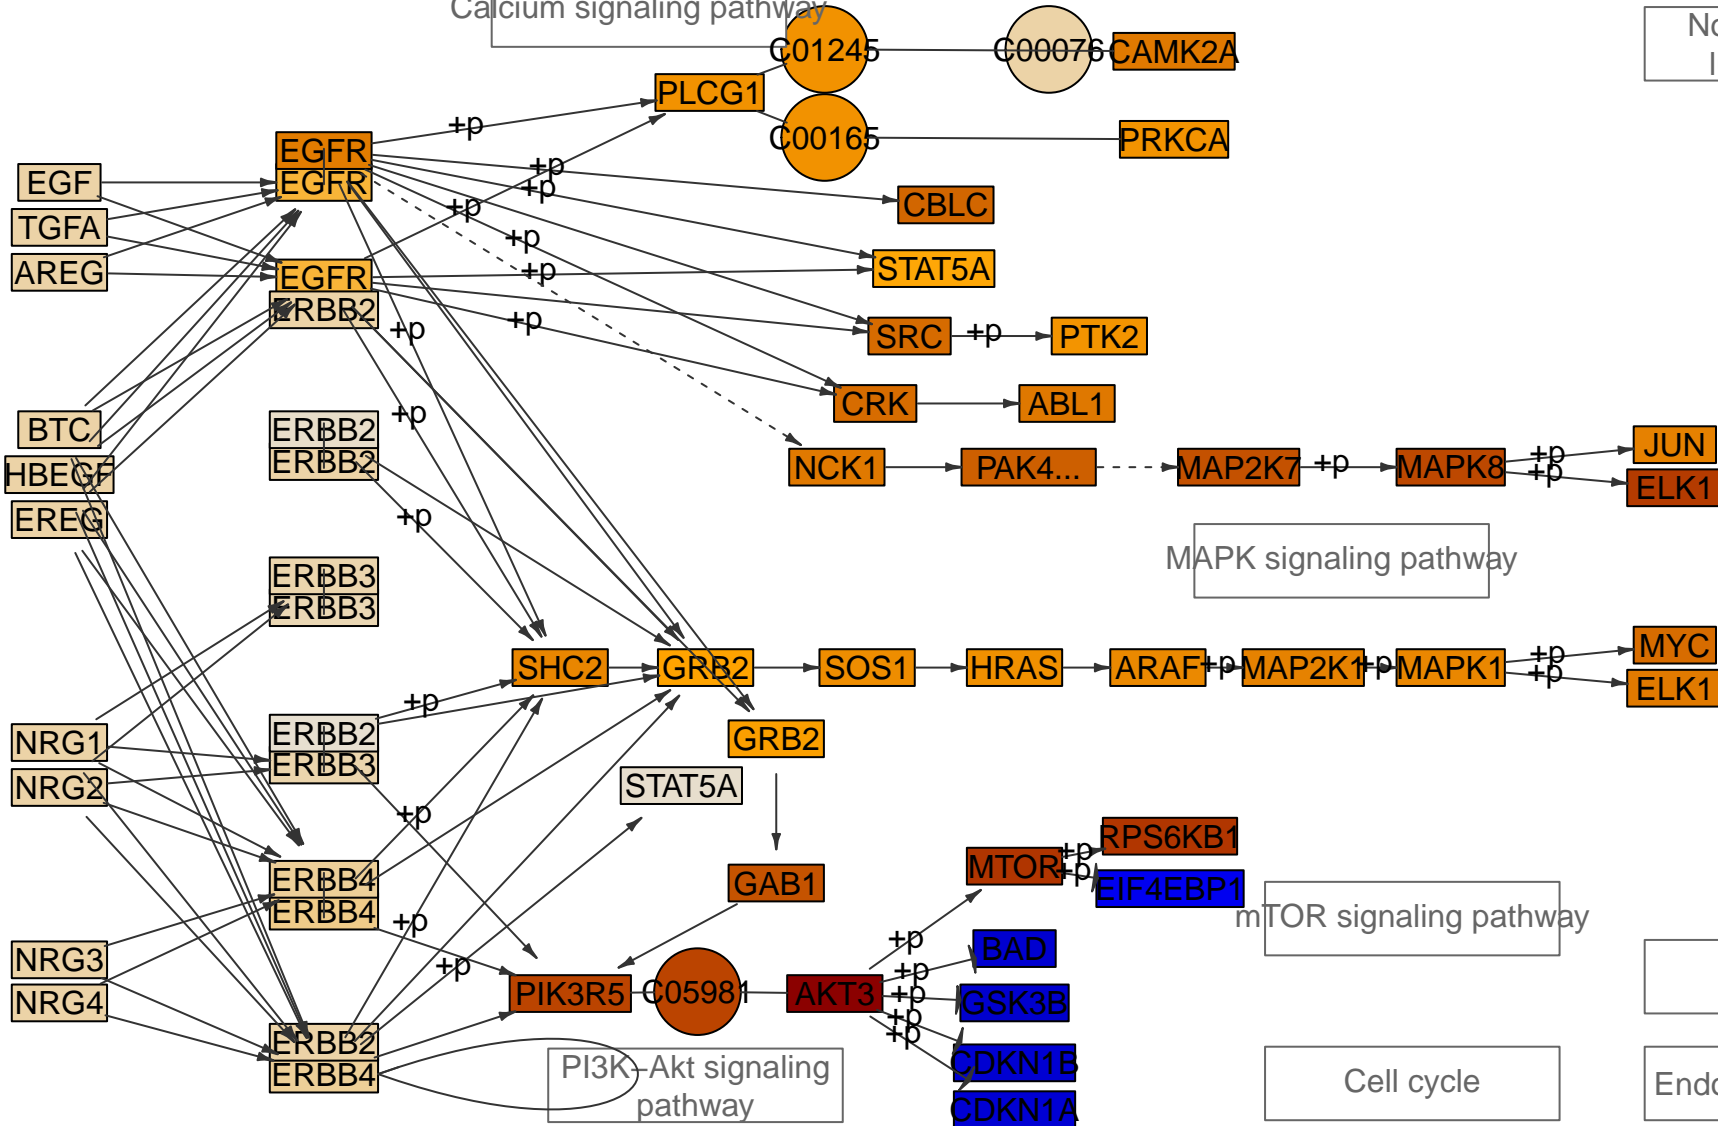 Calcium signaling pathway
C01245
C00076
CAMK2A
PLCG1
C00165
PRKCA
+p
EGFR
EGFR
EGF
TGFA
AREG
+p
+p
+p
+p
+p
CBLC
STAT5A
EGFR
ERBB2
+p
+p
SRC
+p
PTK2
CRK
ABL1
BTC
HBEGF
EREG
ERBB2
ERBB2
+p
+p
NCK1
PAK4...
MAP2K7
+p
MAPK8
+p
+p
JUN
ELK1
MAPK signaling pathway
ERBB3
ERBB3
SHC2
GRB2
SOS1
HRAS
ARAF
+p
MAP2K1
+p
MAPK1
+p
+p
MYC
ELK1
NRG1
NRG2
ERBB2
ERBB3
+p
+p
GRB2
STAT5A
GAB1
ERBB4
ERBB4
+p
+p
NRG3
NRG4
PIK3R5
C05981
AKT3
MTOR
+p
+p
RPS6KB1
EIF4EBP1
mTOR signaling pathway
+p
+p
+p
+p
+p
BAD
GSK3B
CDKN1B
CDKN1A
ERBB2
ERBB4
PI3K–Akt signaling
pathway
Cell cycle